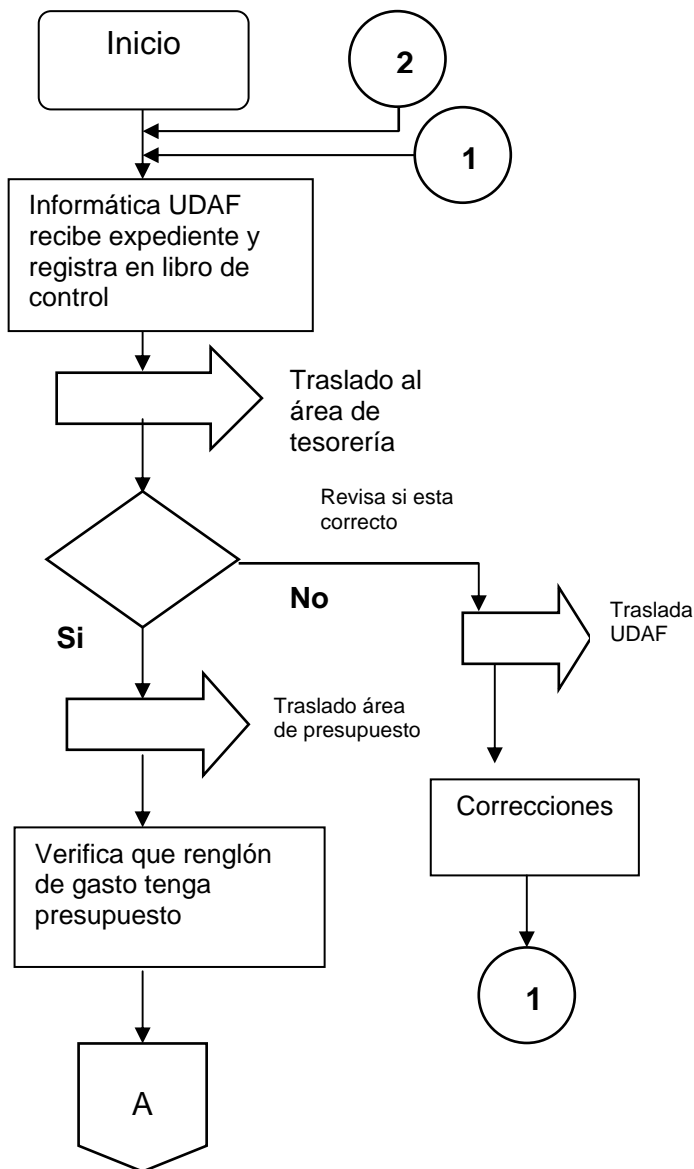 Inicio
2
1
Informática UDAF
recibe expediente y
registra en libro de
control
Traslado al
área de
tesorería
Revisa si esta
correcto
No
Si
Traslada
UDAF
Traslado área
de presupuesto
Correcciones
Verifica que renglón
de gasto tenga
presupuesto
1
A